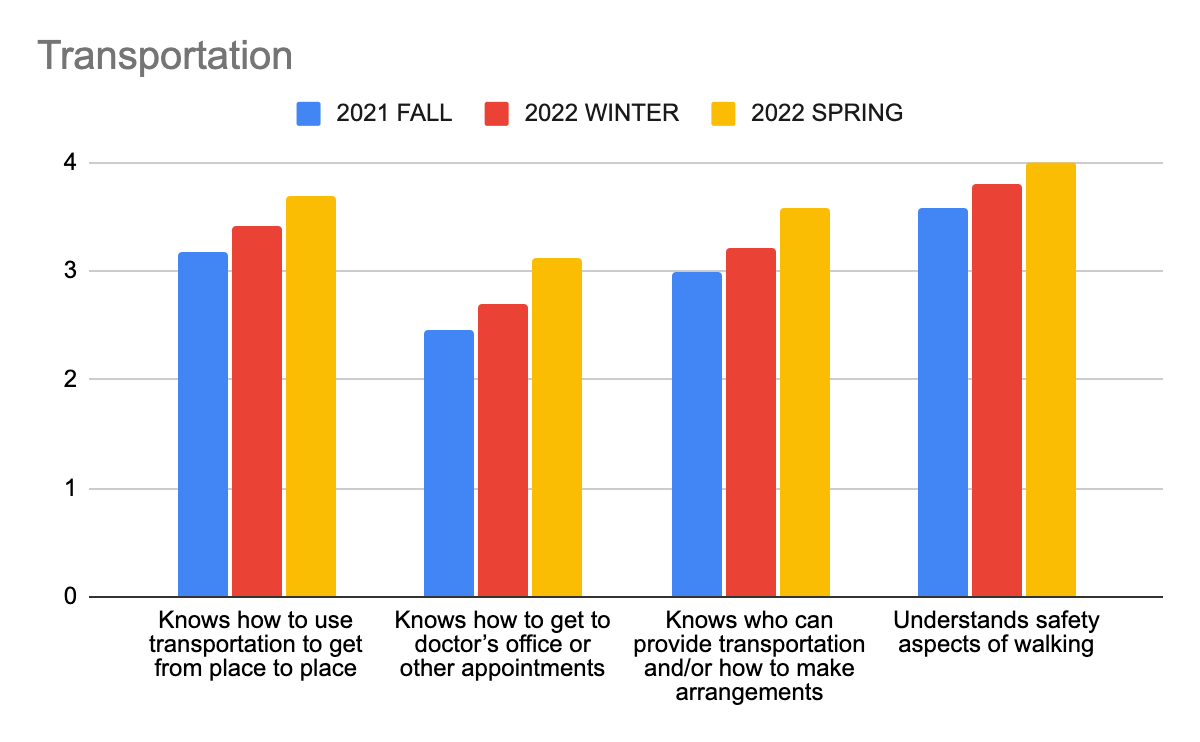 Transportation
2021 FALL 2022 WINTER 2022 SPRING
4
3
2
1
0
Knows how to use
transportation to get
from place to place
Knows how to get to
doctor’s office or
other appointments
Knows who can
provide transportation
and/or how to make
arrangements
Understands safety
aspects of walking